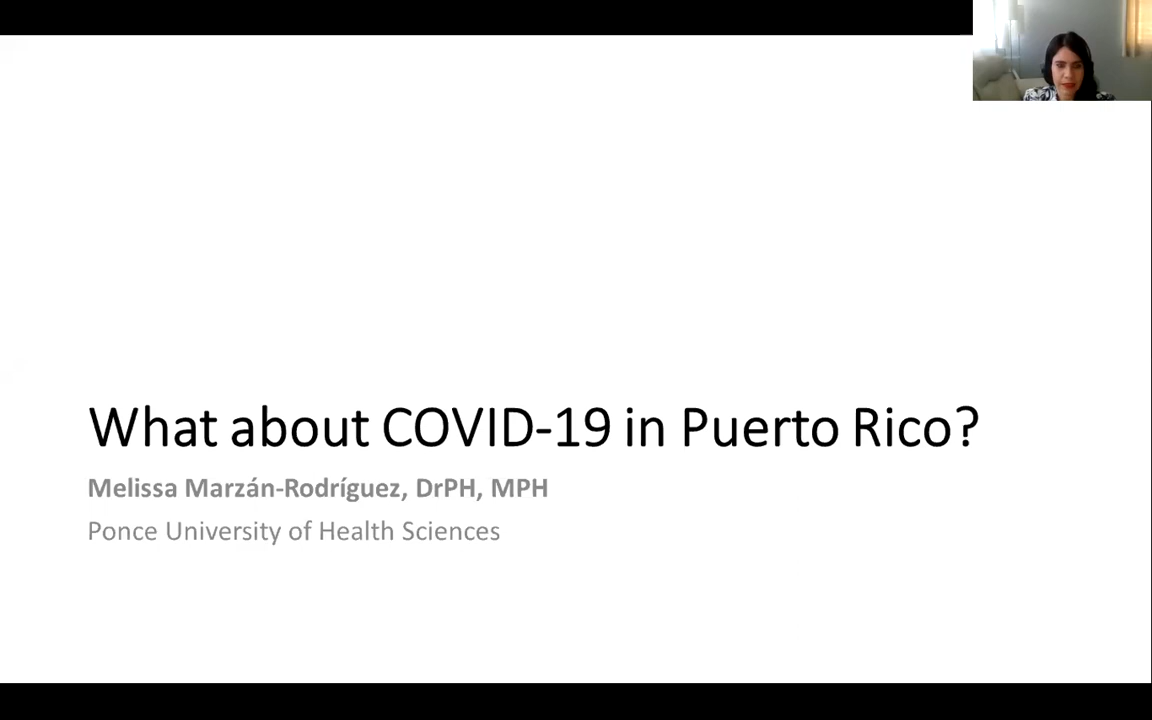 What about COVID-19 in Puerto Rico?
Melissa Marzán-Rodríguez, DrPH, MPH
Ponce University of Health Sciences